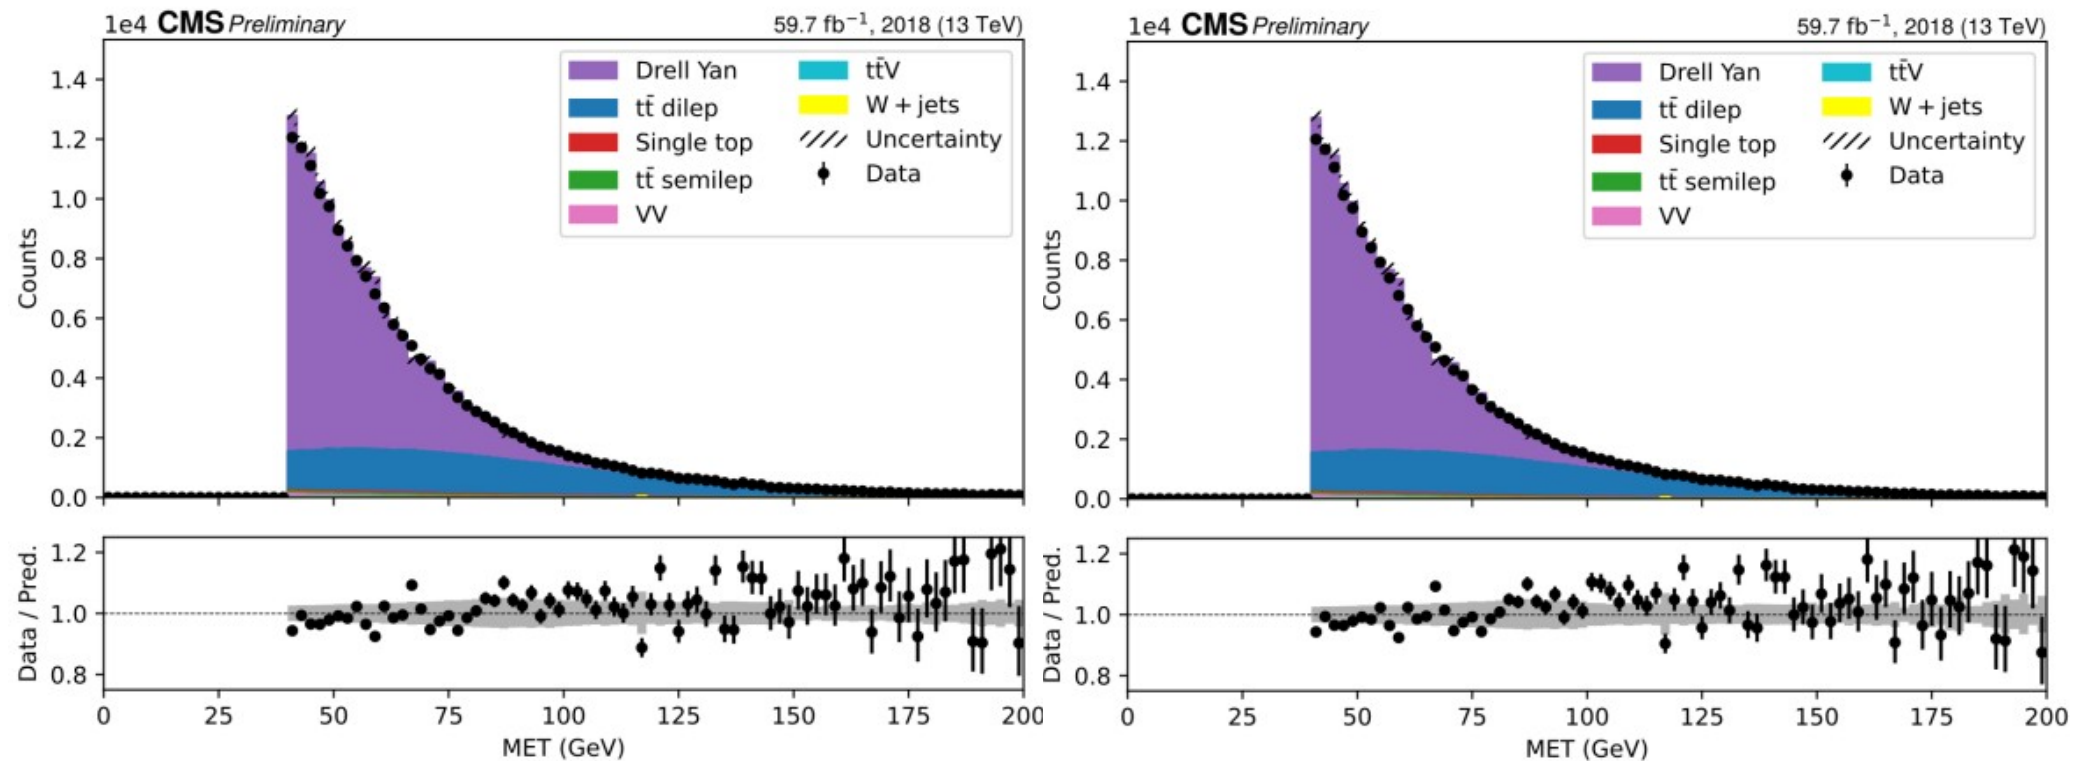 1e4 CMS Preliminary 59.7 fb⁻¹, 2018 (13 TeV)
Drell Yan
tt̄ dilep
Single top
tt̄ semilep
VV
tt̄V
W + jets
Uncertainty
Data
Counts
1.4
1.2
1.0
0.8
0.6
0.4
0.2
0.0
Data / Pred.
1.2
1.0
0.8
0 25 50 75 100 125 150 175 200
MET (GeV)
1e4 CMS Preliminary 59.7 fb⁻¹, 2018 (13 TeV)
Drell Yan
tt̄ dilep
Single top
tt̄ semilep
VV
tt̄V
W + jets
Uncertainty
Data
Counts
1.4
1.2
1.0
0.8
0.6
0.4
0.2
0.0
Data / Pred.
1.2
1.0
0.8
0 25 50 75 100 125 150 175 200
MET (GeV)